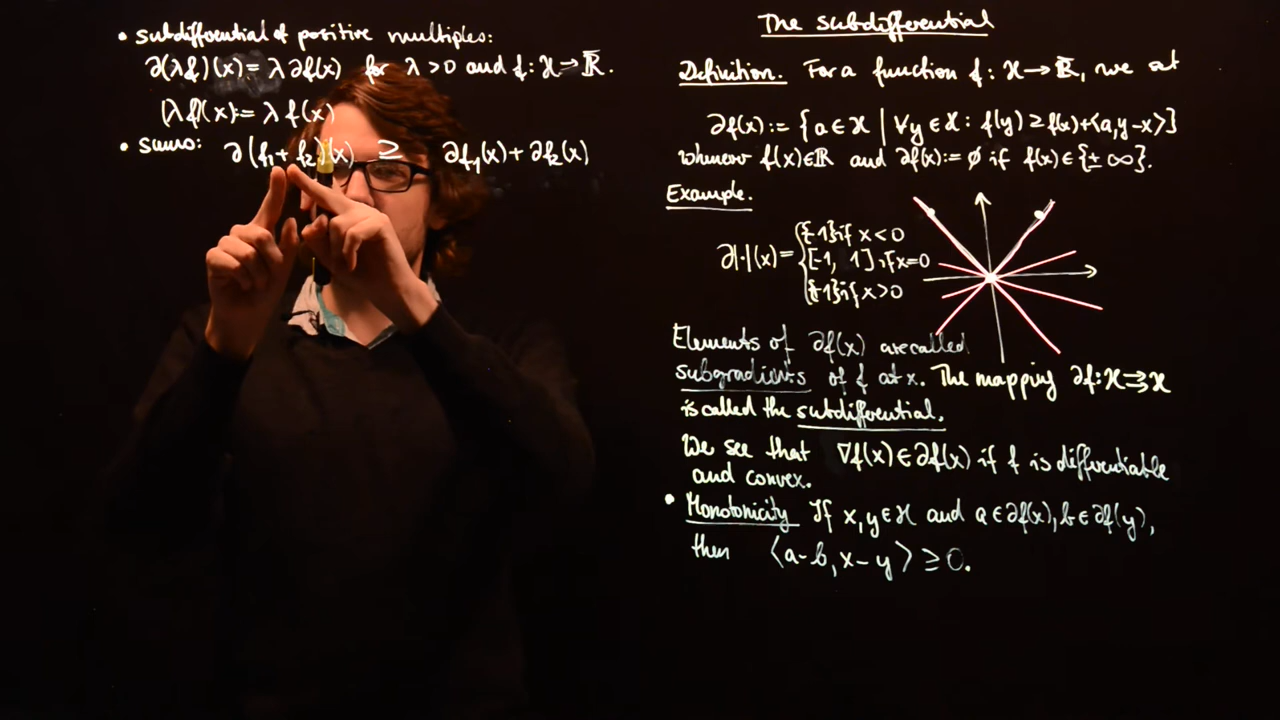 • subdifferential of positive multiples:
∂(λf)(x) = λ ∂f(x) for λ > 0 and f: ℋ → ℝ̄.
(λf)(x) := λ f(x)
• sums: ∂(f₁ + f₂)(x) ≥ ∂f₁(x) + ∂f₂(x)
The subdifferential
Definition. For a function f: ℋ → ℝ̄, we set
∂f(x) := {a ∈ ℋ | ∀y ∈ ℋ: f(y) ≥ f(x) + ⟨a, y-x⟩}
whenever f(x) ∈ ℝ and ∂f(x) := ∅ if f(x) ∈ {±∞}.
Example.
{-1} if x < 0
∂|·|(x) = { [-1, 1] if x = 0
{-1} if x > 0
Elements of ∂f(x) are called
subgradients of f at x. The mapping ∂f: ℋ ⇉ ℋ
is called the subdifferential.
We see that ∇f(x) ∈ ∂f(x) if f is differentiable
and convex.
• Monotonicity If x, y ∈ ℋ and a ∈ ∂f(x), b ∈ ∂f(y),
then ⟨a-b, x-y⟩ ≥ 0.